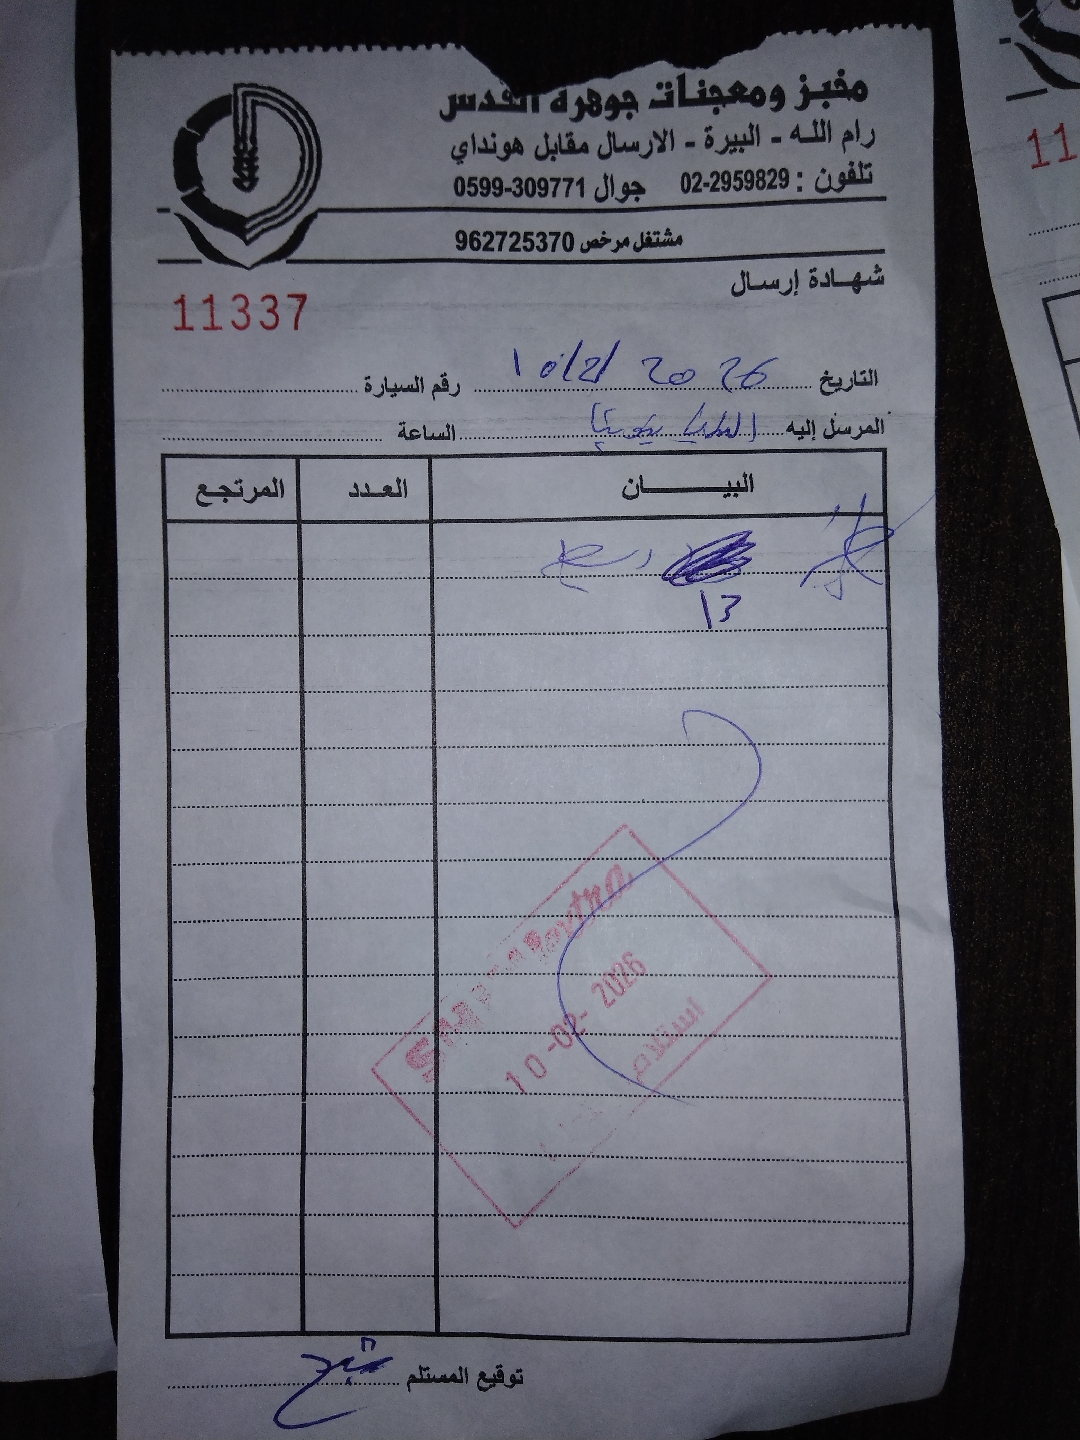 مخبز ومعجنات جوهرة القدس
رام الله - البيرة - الارسال مقابل هونداي
تلفون : 02-2959829 جوال 0599-309771
مشتغل مرخص 962725370
شهادة إرسال
11337
التاريخ 10/2/2026 رقم السيارة
المرسل إليه الساعة
البيان العدد المرتجع
13
10-02-2026
استلام
توقيع المستلم
11